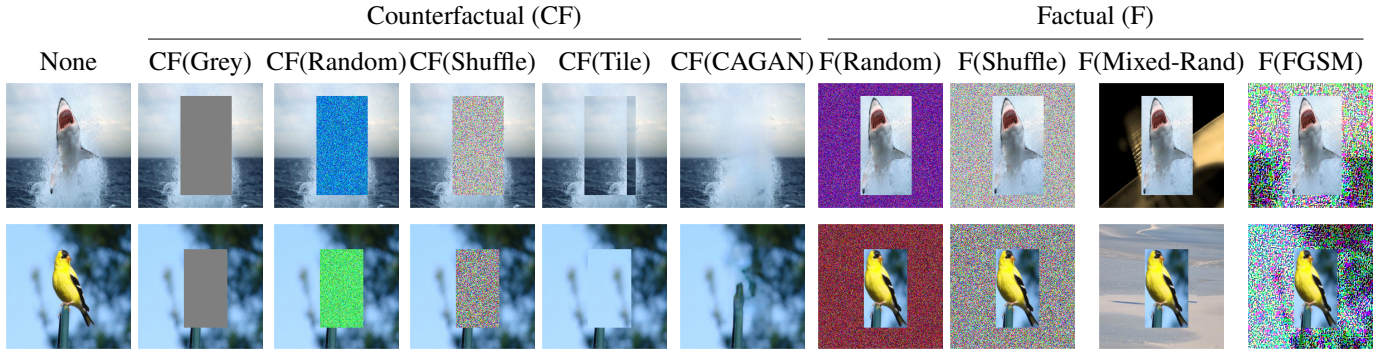 Counterfactual (CF) Factual (F)
None CF(Grey) CF(Random) CF(Shuffle) CF(Tile) CF(CAGAN) F(Random) F(Shuffle) F(Mixed-Rand) F(FGSM)